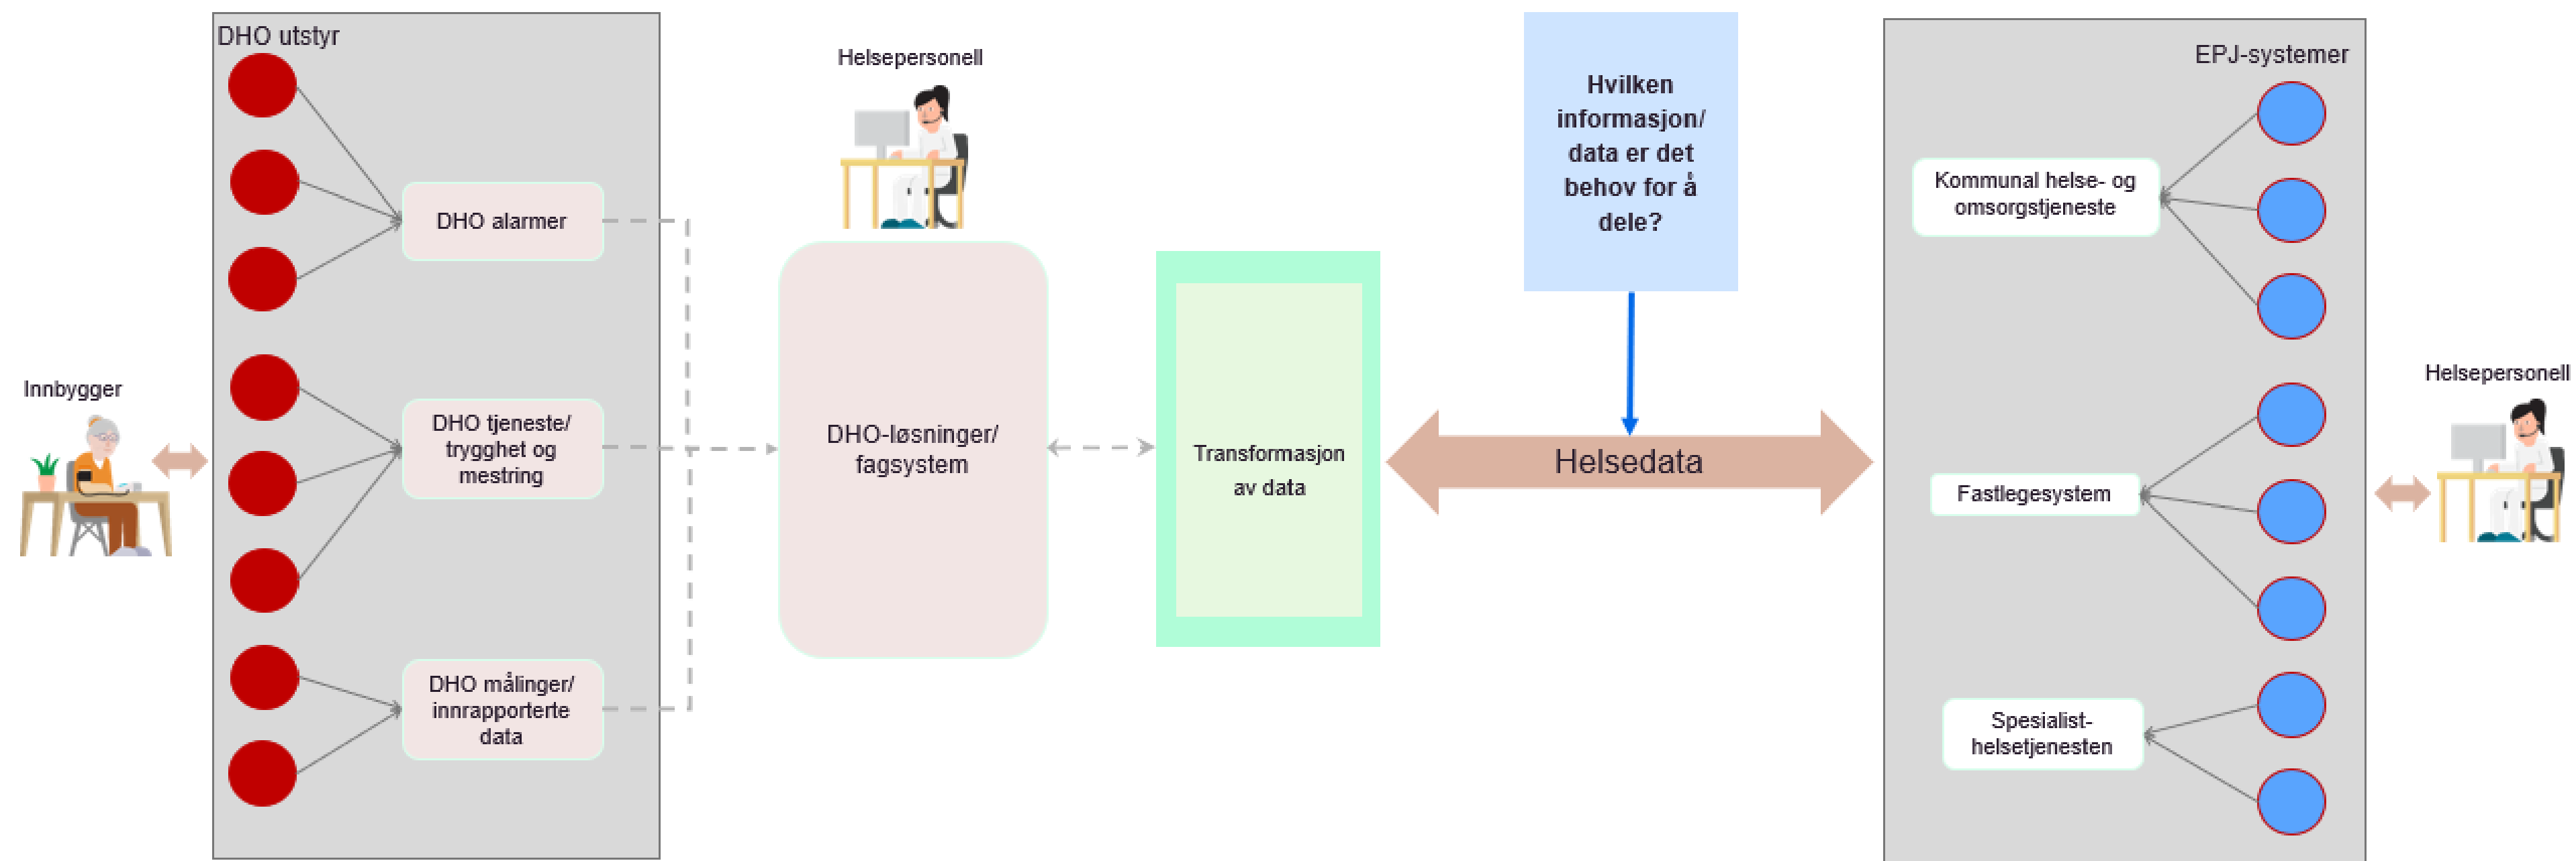 Innbygger
DHO utstyr
DHO alarmer
DHO tjeneste/
trygghet og
mestring
DHO målinger/
innrapporterte
data
Helsepersonell
DHO-løsninger/
fagsystem
Transformasjon
av data
Hvilken
informasjon/
data er det
behov for å
dele?
Helsedata
EPJ-systemer
Kommunal helse- og
omsorgstjeneste
Fastlegesystem
Spesialist-
helsetjenesten
Helsepersonell